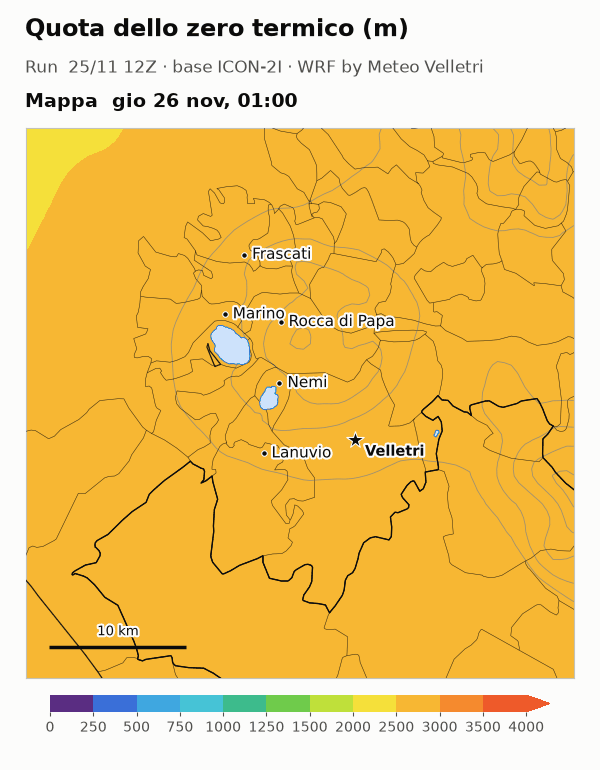 Quota dello zero termico (m)
Run  25/11 12Z · base ICON-2I · WRF by Meteo Velletri
Mappa  gio 26 nov, 01:00
Frascati
Marino
Rocca di Papa
Nemi
Velletri
Lanuvio
10 km
0 250 500 750 1000 1250 1500 2000 2500 3000 3500 4000